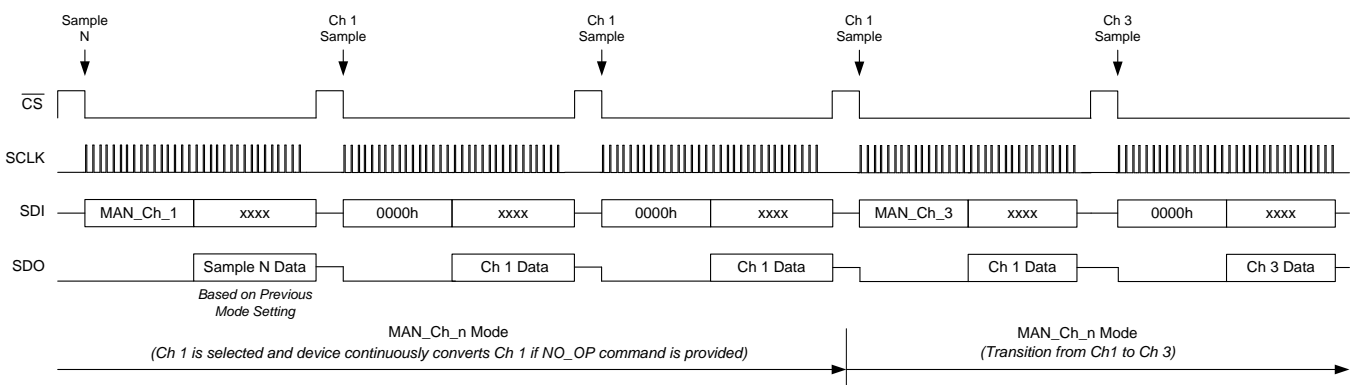 Sample
N
Ch 1
Sample
Ch 1
Sample
Ch 1
Sample
Ch 3
Sample
CS
SCLK
SDI
MAN_Ch_1
xxxx
0000h
xxxx
0000h
xxxx
MAN_Ch_3
xxxx
0000h
xxxx
SDO
Sample N Data
Ch 1 Data
Ch 1 Data
Ch 1 Data
Ch 3 Data
Based on Previous
Mode Setting
MAN_Ch_n Mode
(Ch 1 is selected and device continuously converts Ch 1 if NO_OP command is provided)
MAN_Ch_n Mode
(Transition from Ch1 to Ch 3)